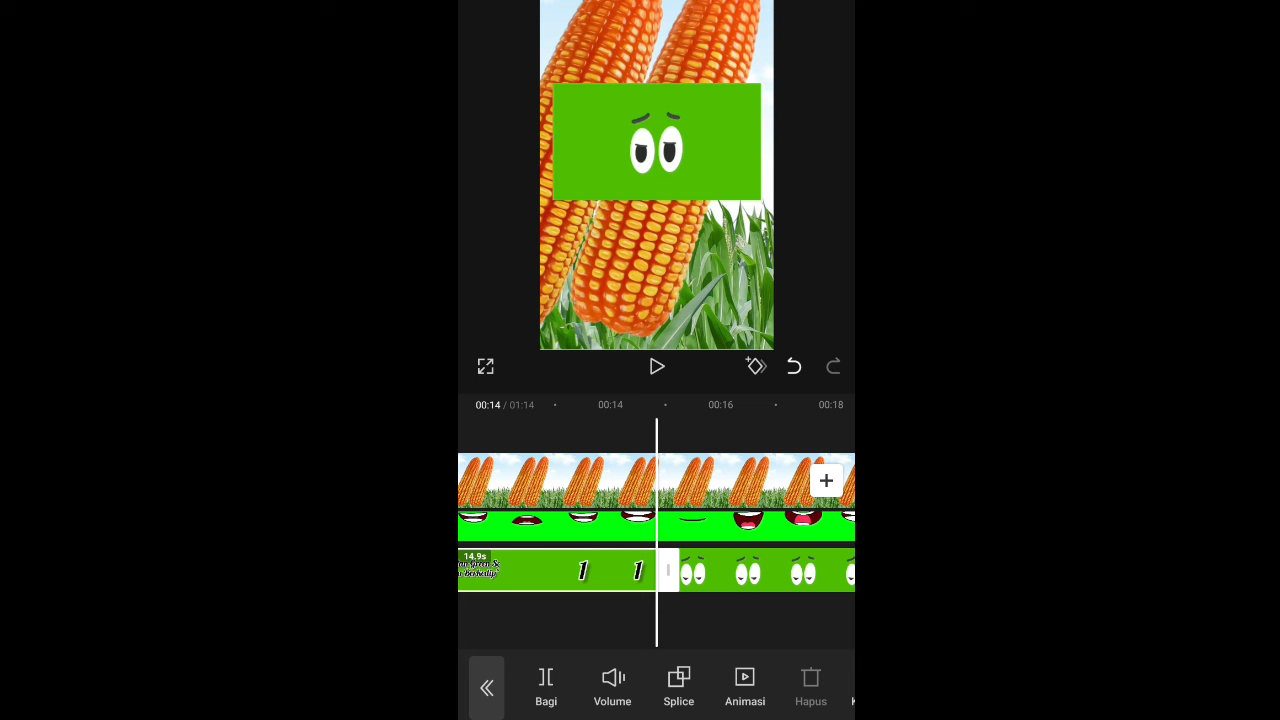 00:14 / 01:14
00:14
00:16
00:18
14.9s
1
1
Bagi
Volume
Splice
Animasi
Hapus